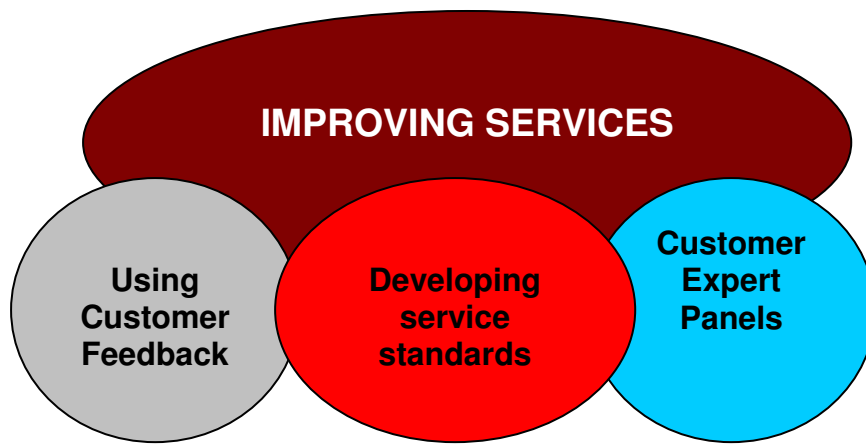 IMPROVING SERVICES
Using
Customer
Feedback
Developing
service
standards
Customer
Expert
Panels